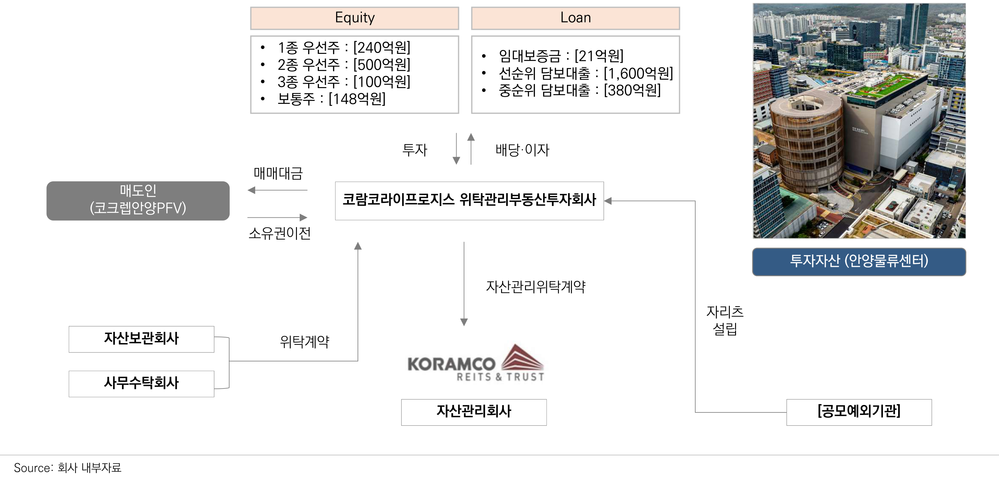 Equity
• 1종 우선주 : [240억원]
• 2종 우선주 : [500억원]
• 3종 우선주 : [100억원]
• 보통주 : [148억원]
Loan
• 임대보증금 : [21억원]
• 선순위 담보대출 : [1,600억원]
• 중순위 담보대출 : [380억원]
투자
배당·이자
매매대금
매도인
(코크렙안양PFV)
소유권이전
코람코라이프로지스 위탁관리부동산투자회사
투자자산 (안양물류센터)
자산관리위탁계약
자리츠
설립
자산보관회사
위탁계약
사무수탁회사
KORAMCO
REITS & TRUST
자산관리회사
[공모예외기관]
Source: 회사 내부자료